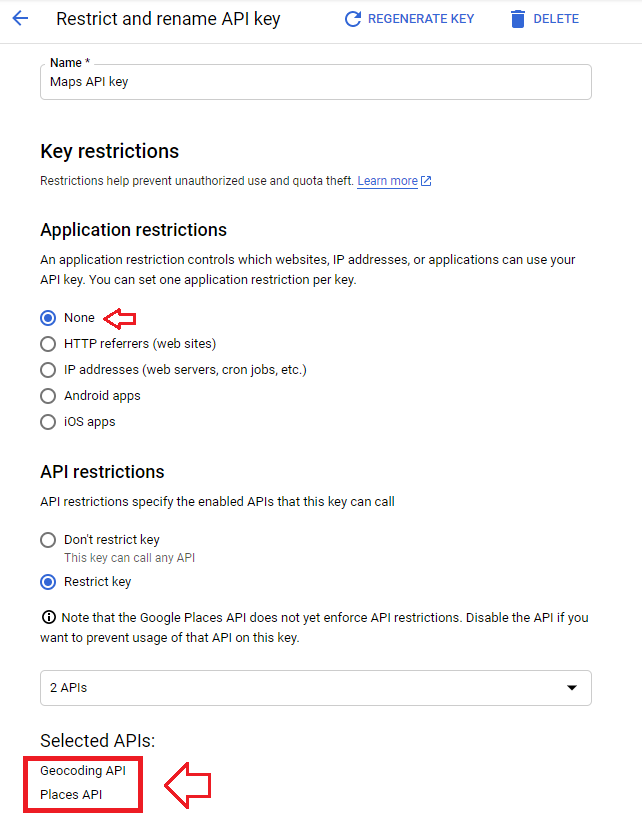 Restrict and rename API key
REGENERATE KEY
DELETE
Name *
Maps API key
Key restrictions
Restrictions help prevent unauthorized use and quota theft. Learn more
Application restrictions
An application restriction controls which websites, IP addresses, or applications can use your
API key. You can set one application restriction per key.
None
HTTP referrers (web sites)
IP addresses (web servers, cron jobs, etc.)
Android apps
iOS apps
API restrictions
API restrictions specify the enabled APIs that this key can call
Don't restrict key
This key can call any API
Restrict key
Note that the Google Places API does not yet enforce API restrictions. Disable the API if you
want to prevent usage of that API on this key.
2 APIs
Selected APIs:
Geocoding API
Places API